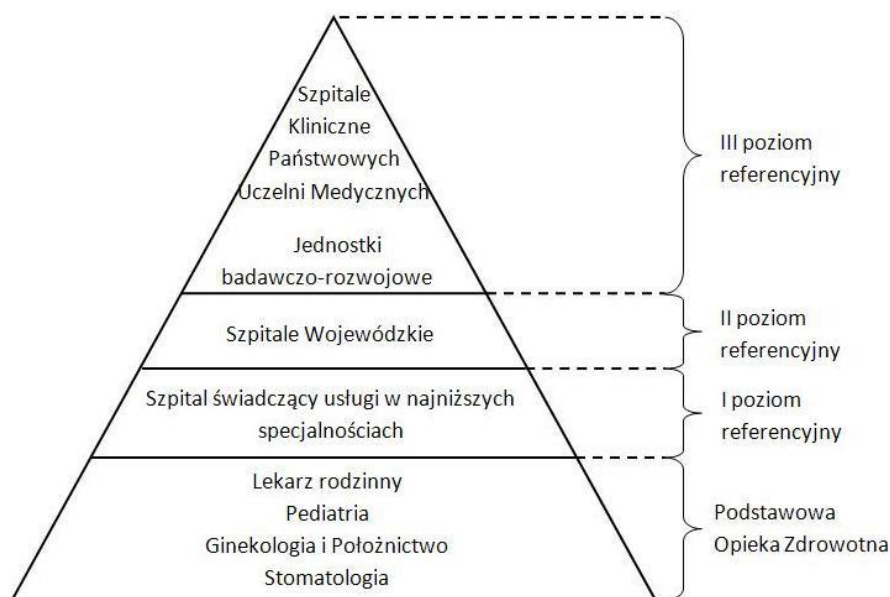 Szpitale
Kliniczne
Państwowych
Uczelni Medycznych
Jednostki
badawczo-rozwojowe
III poziom
referencyjny
Szpitale Wojewódzkie
II poziom
referencyjny
Szpital świadczący usługi w najniższych
specjalnościach
I poziom
referencyjny
Lekarz rodzinny
Pediatria
Ginekologia i Położnictwo
Stomatologia
Podstawowa
Opieka Zdrowotna